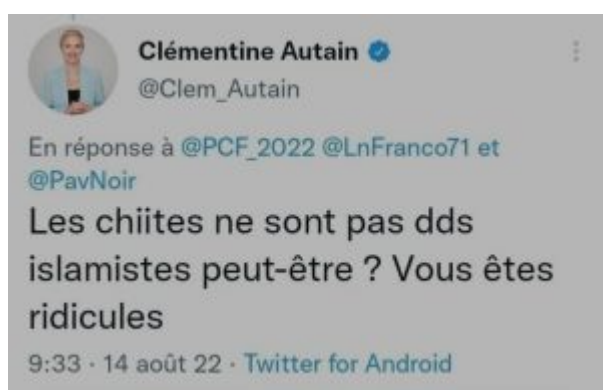 Clémentine Autain
@Clem_Autain
En réponse à @PCF_2022 @LnFranco71 et
@PavNoir
Les chiites ne sont pas dds
islamistes peut-être ? Vous êtes
ridicules
9:33 · 14 août 22 · Twitter for Android